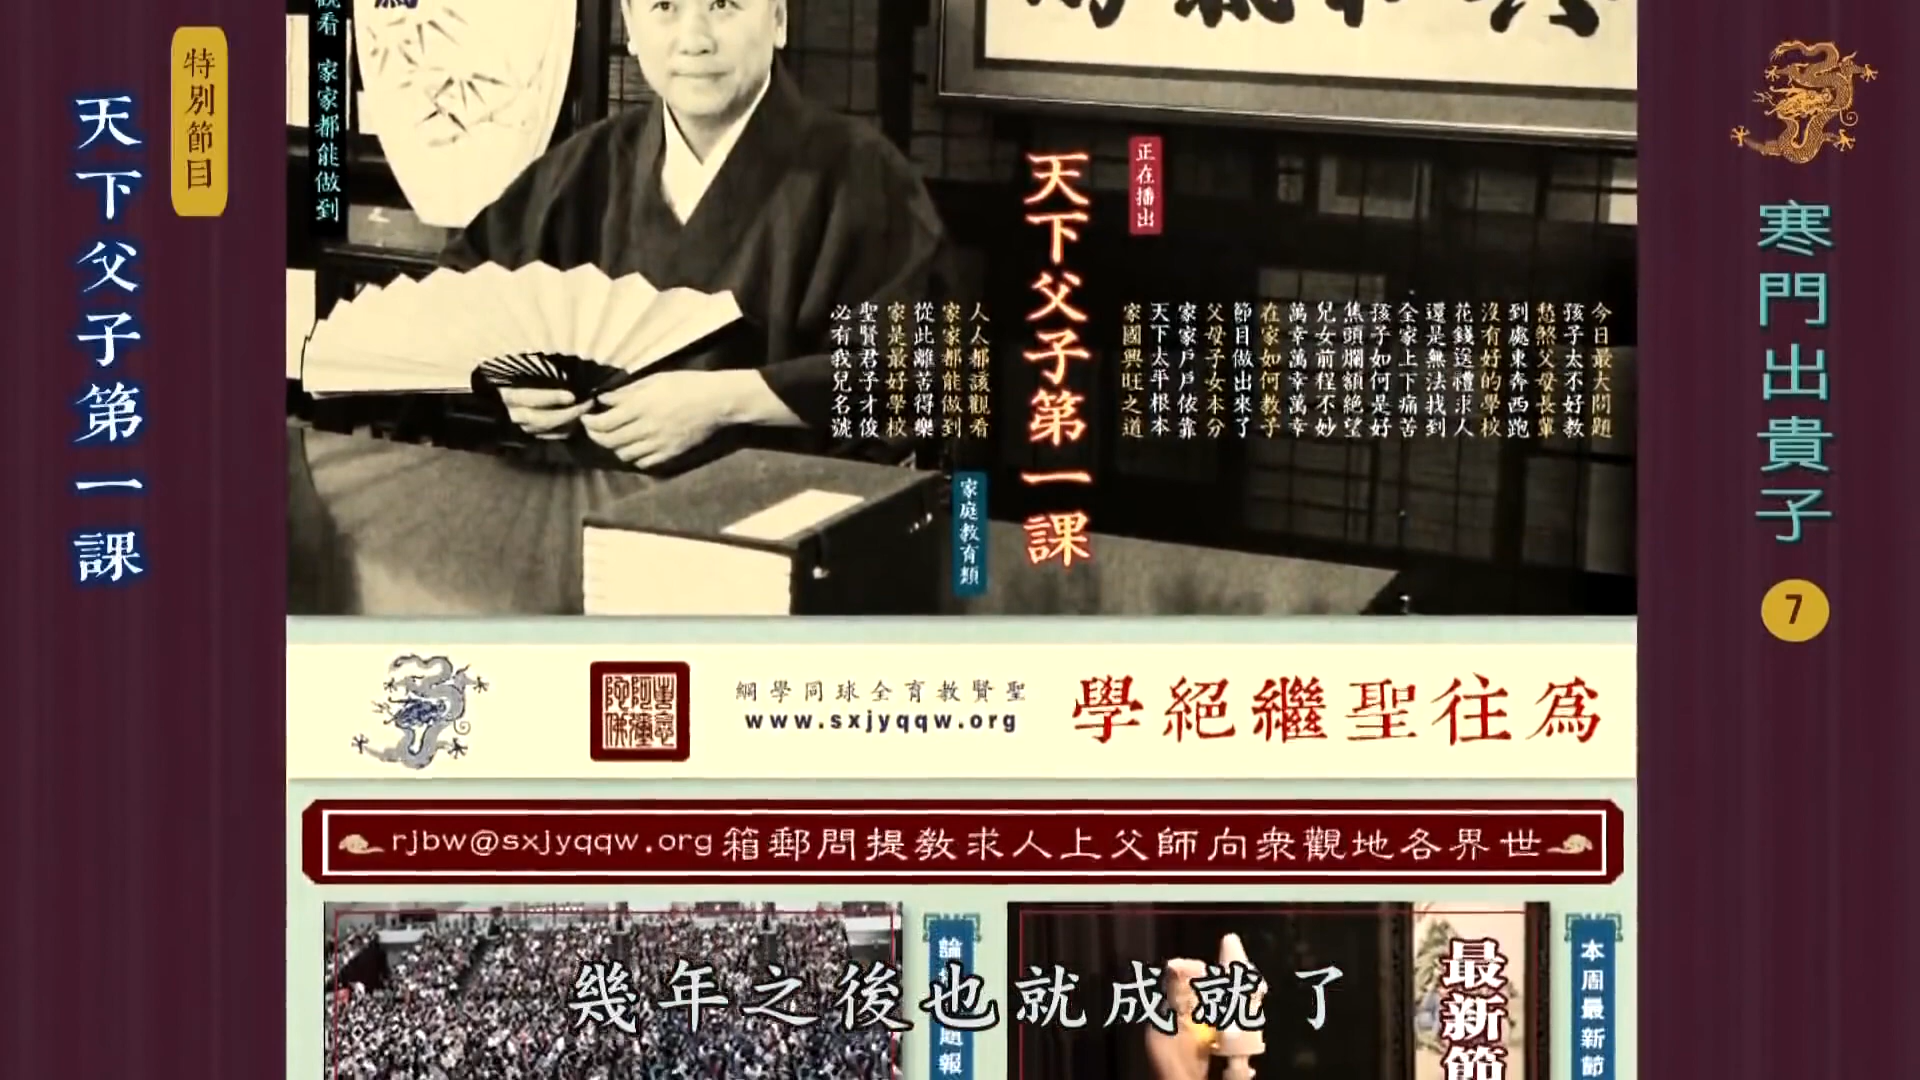 特別節目
天下父子第一課
觀看 家家都能做到
正在播出
天下父子第一課
今日最大問題
孩子太不好教
愁煞父母長輩
到處東奔西跑
沒有好的學校
花錢送禮求人
還是無法找到
全家上下痛苦
孩子如何是好
焦頭爛額絕望
兒女前程不妙
萬幸萬幸萬幸
在家如何教子
節目做出來了
父母子女本分
家家戶戶依靠
天下太平根本
家國興旺之道
人人都該觀看
家家都能做到
從此離苦得樂
家是最好學校
聖賢君子才俊
必有我兒名號
家庭教育類
寒門出貴子
7
網學同球全育教賢聖
www.sxjyqqw.org
學絕繼聖往為
rjbw@sxjyqqw.org箱郵問提教求人上父師向眾觀地各界世
最新節
本周最新節
幾年之後也就成就了